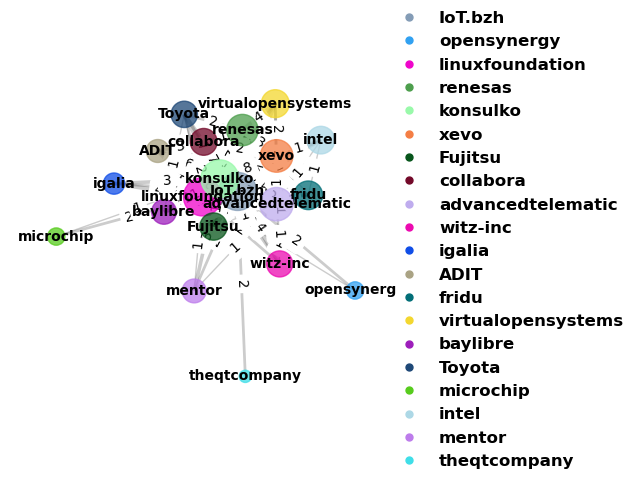 virtualopensystems
Toyota
renesas
collabora
intel
ADIT
xevo
konsulko
igalia
IoT.bzh
fridu
linuxfoundation
advancedtelematic
baylibre
Fujitsu
microchip
witz-inc
mentor
opensynerg
theqtcompany
2
4
2
2
3
1
1
1
8
6
3
1
2
1
4
1
1
1
2
2
IoT.bzh
opensynergy
linuxfoundation
renesas
konsulko
xevo
Fujitsu
collabora
advancedtelematic
witz-inc
igalia
ADIT
fridu
virtualopensystems
baylibre
Toyota
microchip
intel
mentor
theqtcompany